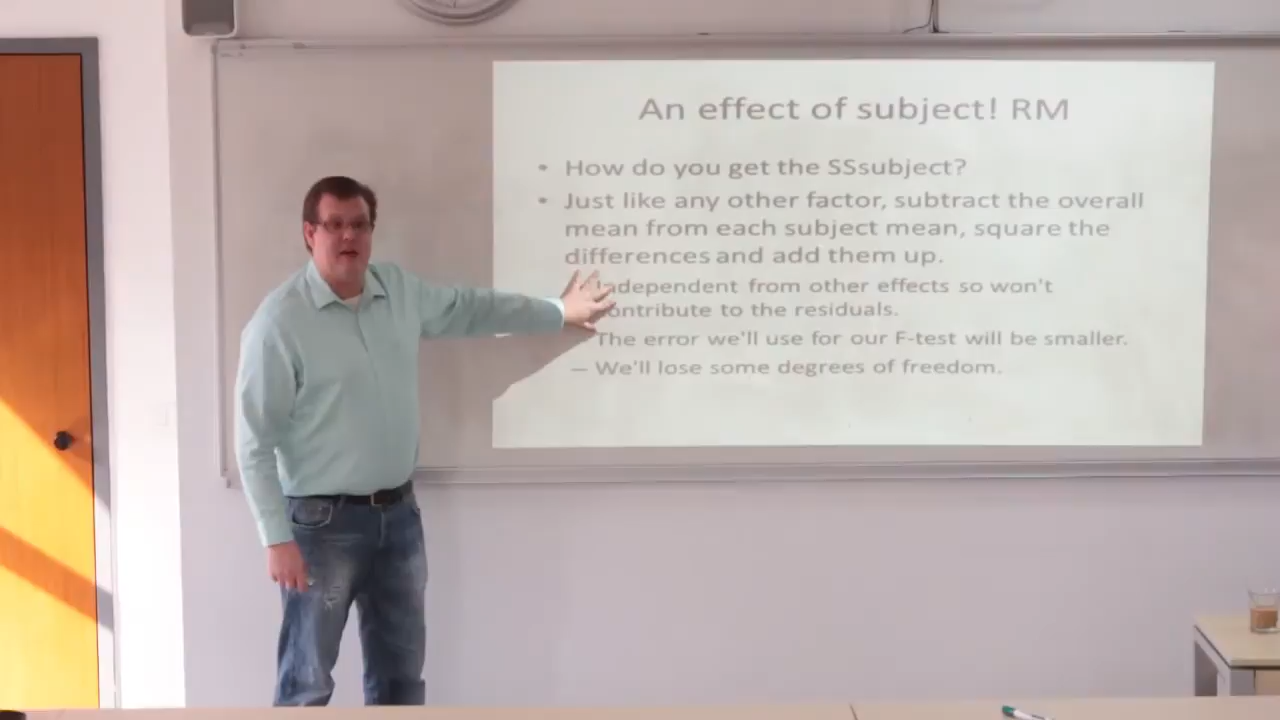 An effect of subject! RM
• How do you get the SSsubject?
• Just like any other factor, subtract the overall
mean from each subject mean, square the
differences and add them up.
independent from other effects so won't
ontribute to the residuals.
The error we'll use for our F-test will be smaller.
– We'll lose some degrees of freedom.